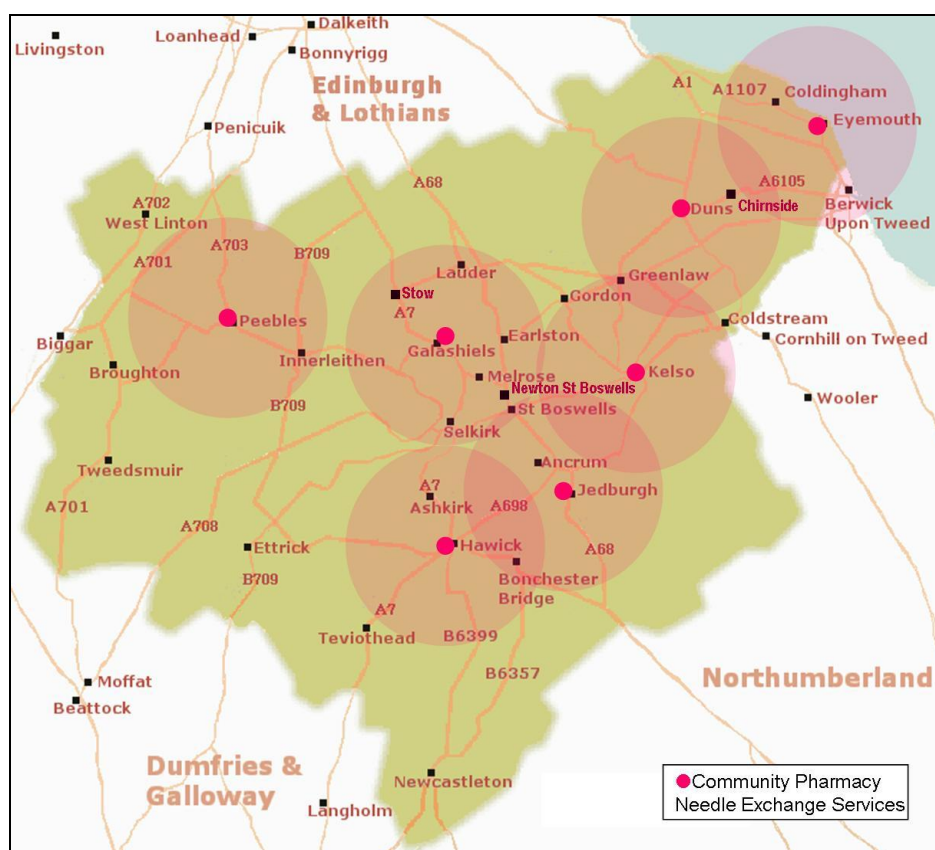 Dalkeith
Livingston
Loanhead
Bonnyrigg
Edinburgh
& Lothians
A1
A1107
Coldingham
Eyemouth
Penicuik
A68
A6105
A702
West Linton
Duns
Chirnside
Berwick
Upon Tweed
A703
B709
A701
Lauder
Greenlaw
Stow
Gordon
A7
Peebles
Coldstream
Biggar
Earlston
Cornhill on Tweed
Innerleithen
Galashiels
Broughton
Melrose
Kelso
Newton St Boswells
Wooler
B709
St Boswells
Selkirk
Tweedsmuir
Ancrum
A7
Jedburgh
A701
Ashkirk
A698
A708
Ettrick
Hawick
A68
B709
Bonchester
Bridge
A7
Teviothead
B6399
B6357
Moffat
Northumberland
Beattock
Dumfries &
Galloway
Newcastleton
Langholm
Community Pharmacy
Needle Exchange Services